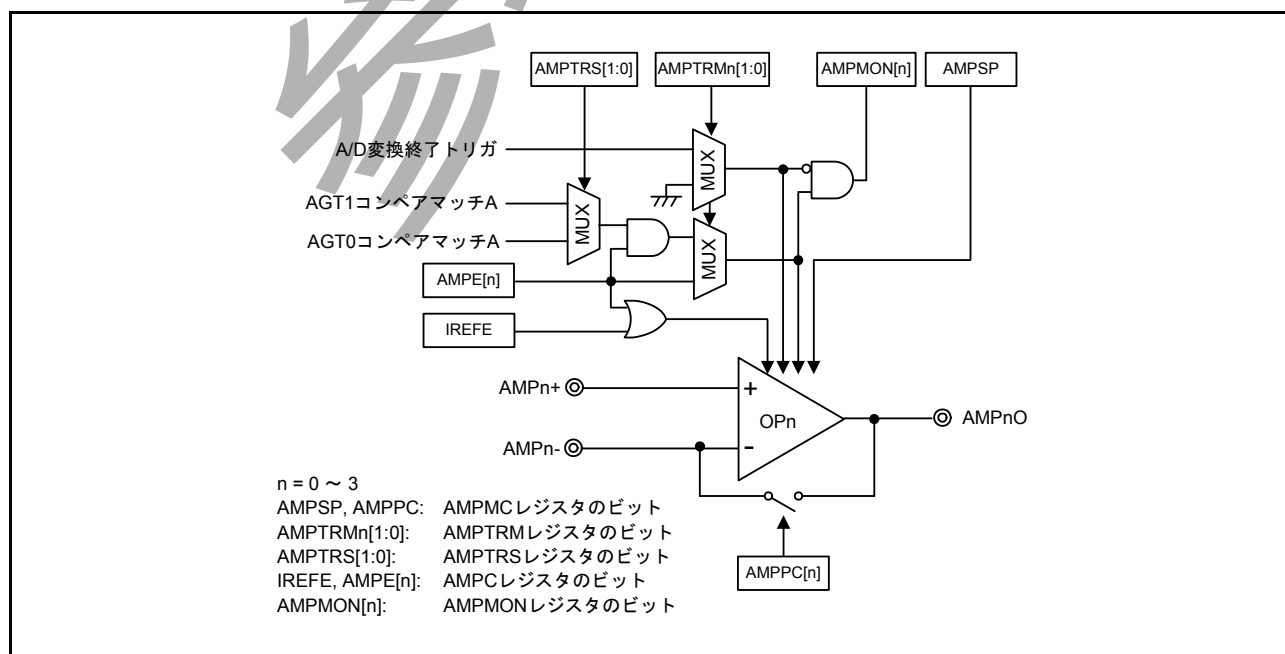 AMPTRS[1:0]
AMPTRMn[1:0]
AMPMON[n]
AMPSP
A/D変換終了トリガ
MUX
AGT1コンペアマッチA
MUX
AGT0コンペアマッチA
MUX
AMPE[n]
IREFE
AMPn+
+
OPn
AMPnO
AMPn-
-
n = 0 ～ 3
AMPSP, AMPPC: AMPMCレジスタのビット
AMPTRMn[1:0]: AMPTRMレジスタのビット
AMPTRS[1:0]: AMPTRSレジスタのビット
IREFE, AMPE[n]: AMPCレジスタのビット
AMPMON[n]: AMPMONレジスタのビット
AMPPC[n]